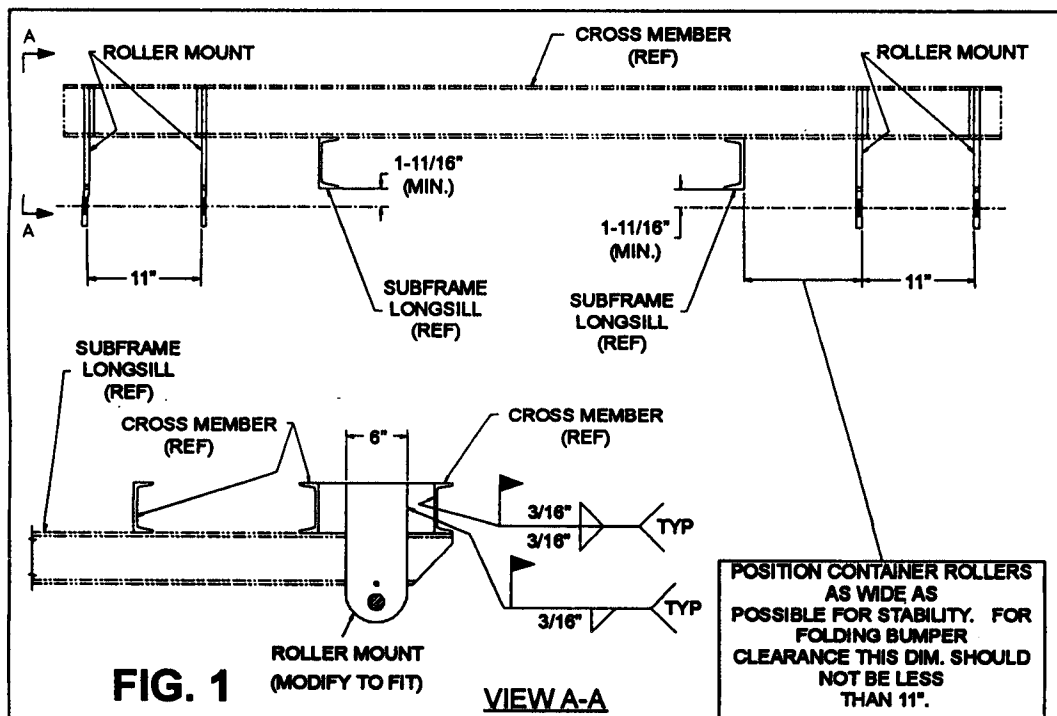 A
ROLLER MOUNT
CROSS MEMBER
(REF)
ROLLER MOUNT
1-11/16"
(MIN.)
A
1-11/16"
(MIN.)
11"
11"
SUBFRAME
LONGSILL
(REF)
SUBFRAME
LONGSILL
(REF)
SUBFRAME
LONGSILL
(REF)
CROSS MEMBER
(REF)
6"
CROSS MEMBER
(REF)
3/16"
3/16"
TYP
3/16"
TYP
ROLLER MOUNT
(MODIFY TO FIT)
FIG. 1
VIEW A-A
POSITION CONTAINER ROLLERS
AS WIDE AS
POSSIBLE FOR STABILITY. FOR
FOLDING BUMPER
CLEARANCE THIS DIM. SHOULD
NOT BE LESS
THAN 11".